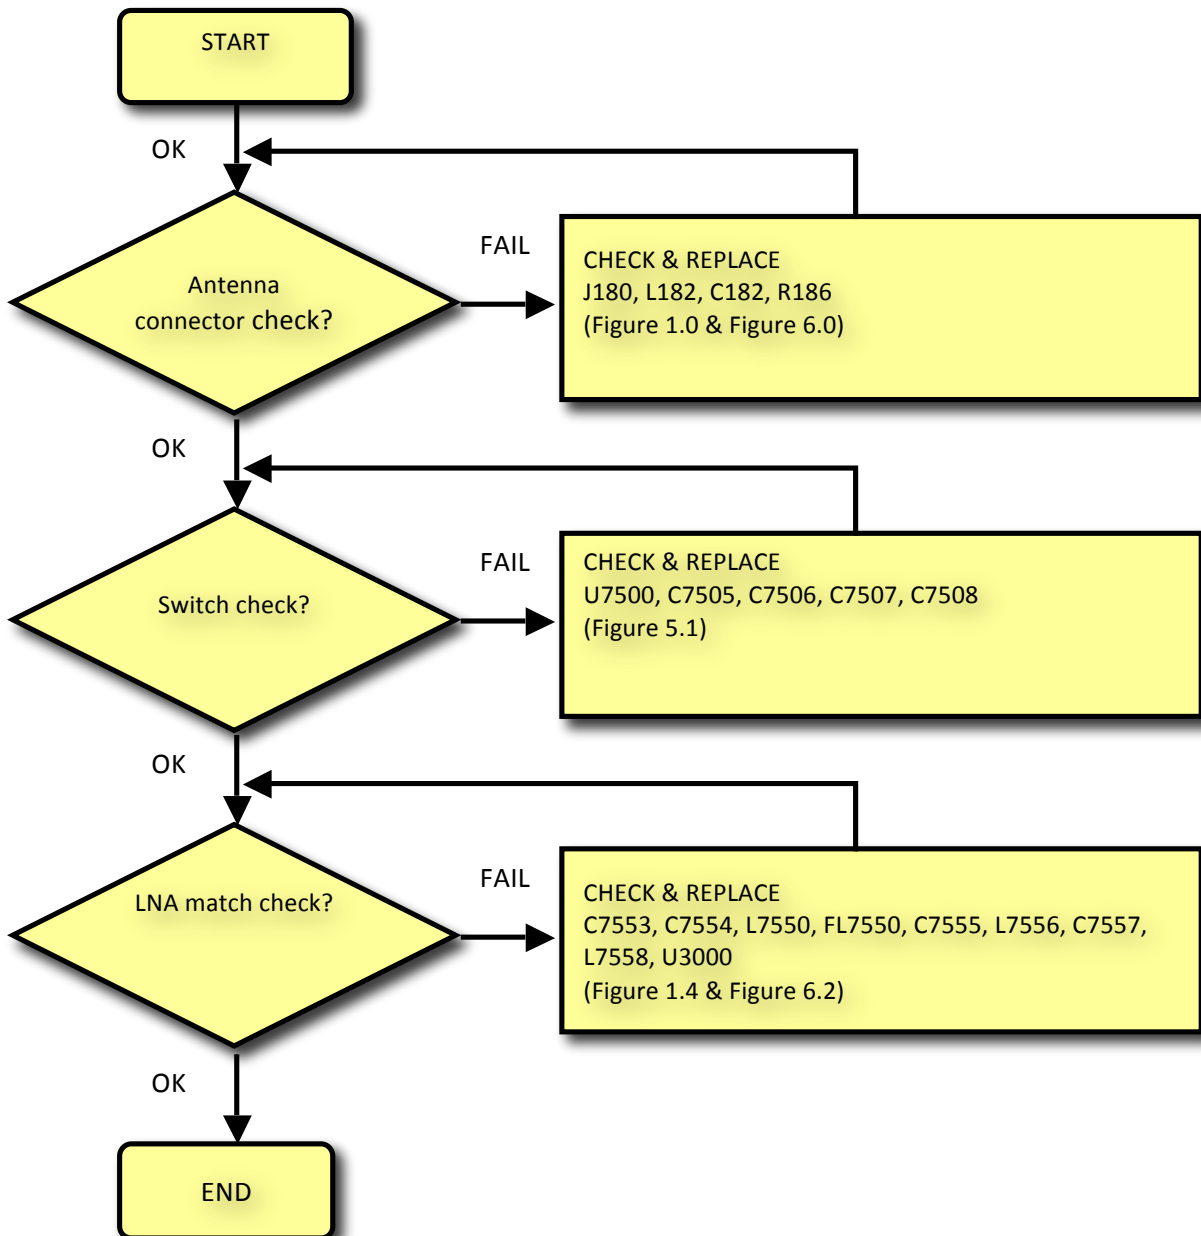 START
OK
FAIL
Antenna
connector check?
CHECK & REPLACE
J180, L182, C182, R186
(Figure 1.0 & Figure 6.0)
OK
FAIL
Switch check?
CHECK & REPLACE
U7500, C7505, C7506, C7507, C7508
(Figure 5.1)
OK
FAIL
LNA match check?
CHECK & REPLACE
C7553, C7554, L7550, FL7550, C7555, L7556, C7557,
L7558, U3000
(Figure 1.4 & Figure 6.2)
OK
END